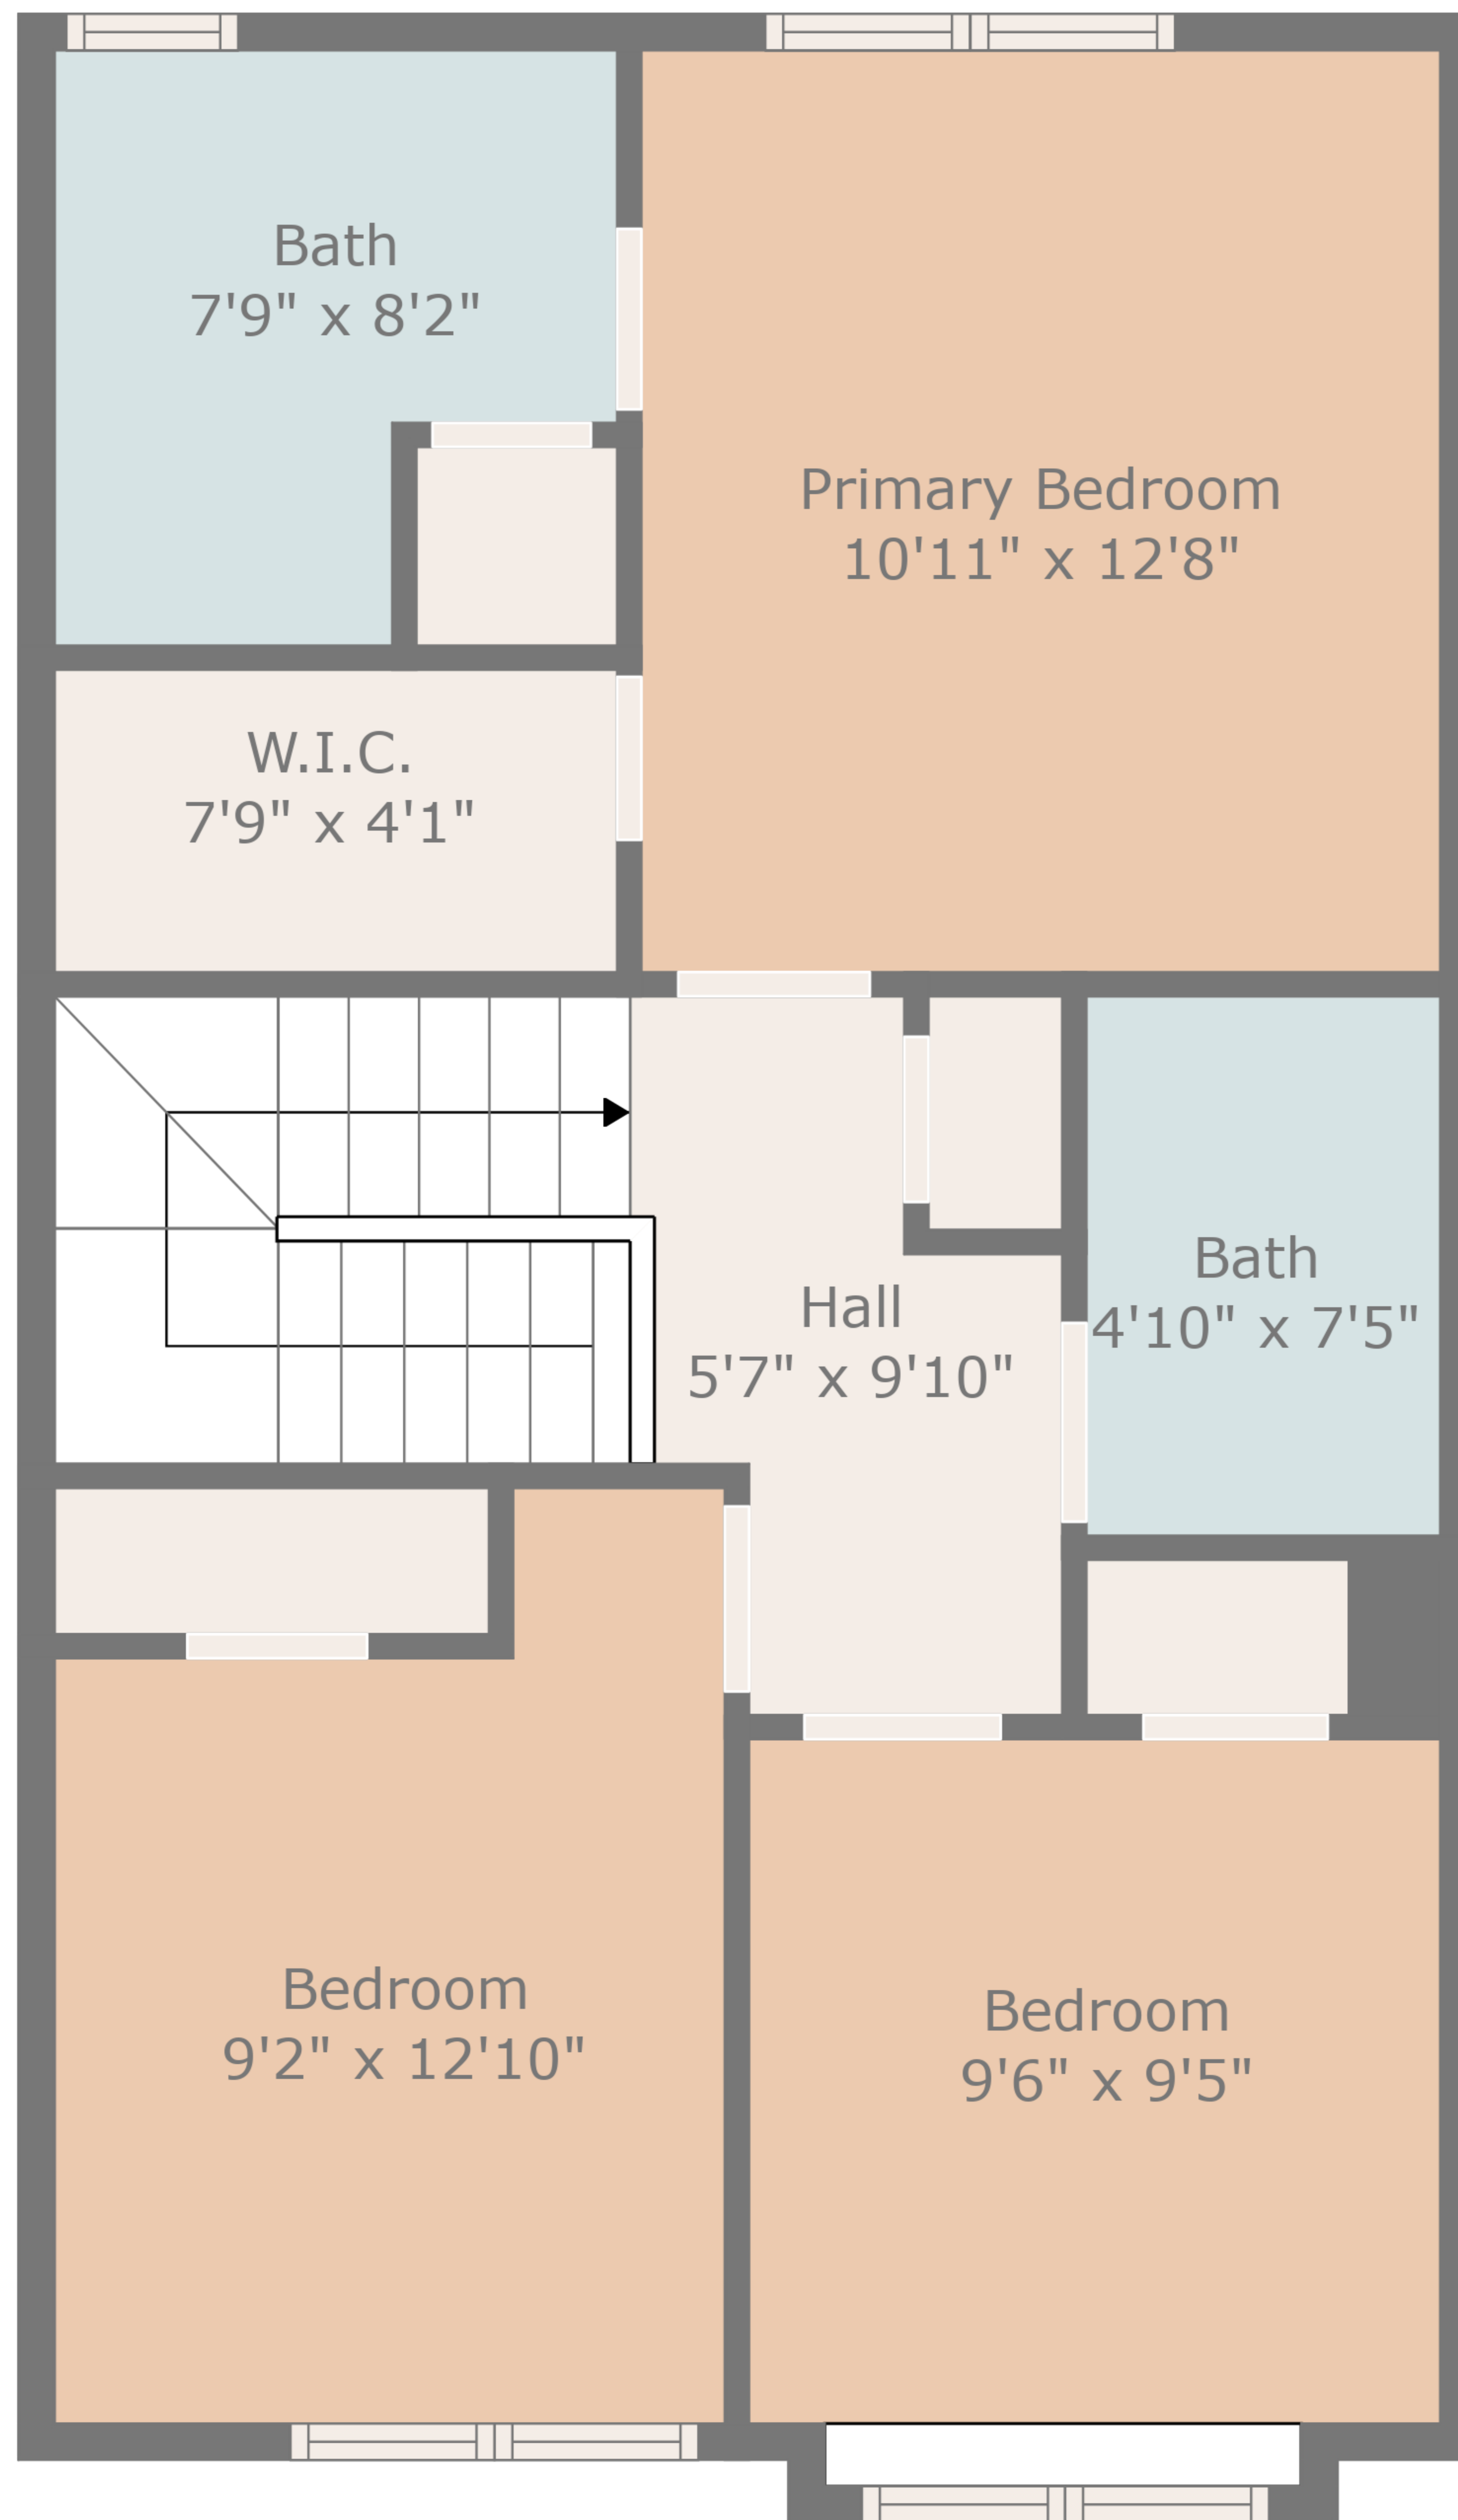 Bath
7'9" x 8'2"
Primary Bedroom
10'11" x 12'8"
W.I.C.
7'9" x 4'1"
Bath
4'10" x 7'5"
Hall
5'7" x 9'10"
Bedroom
9'2" x 12'10"
Bedroom
9'6" x 9'5"